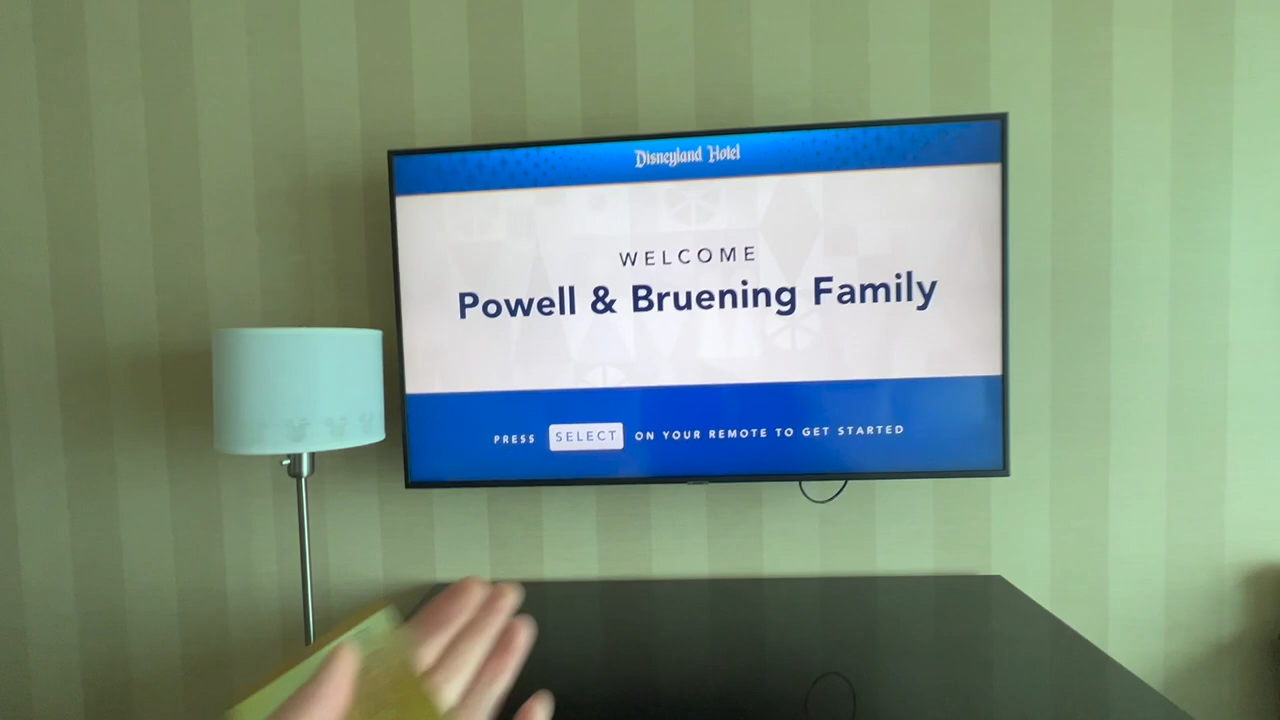 Disneyland Hotel
WELCOME
Powell & Bruening Family
PRESS SELECT ON YOUR REMOTE TO GET STARTED